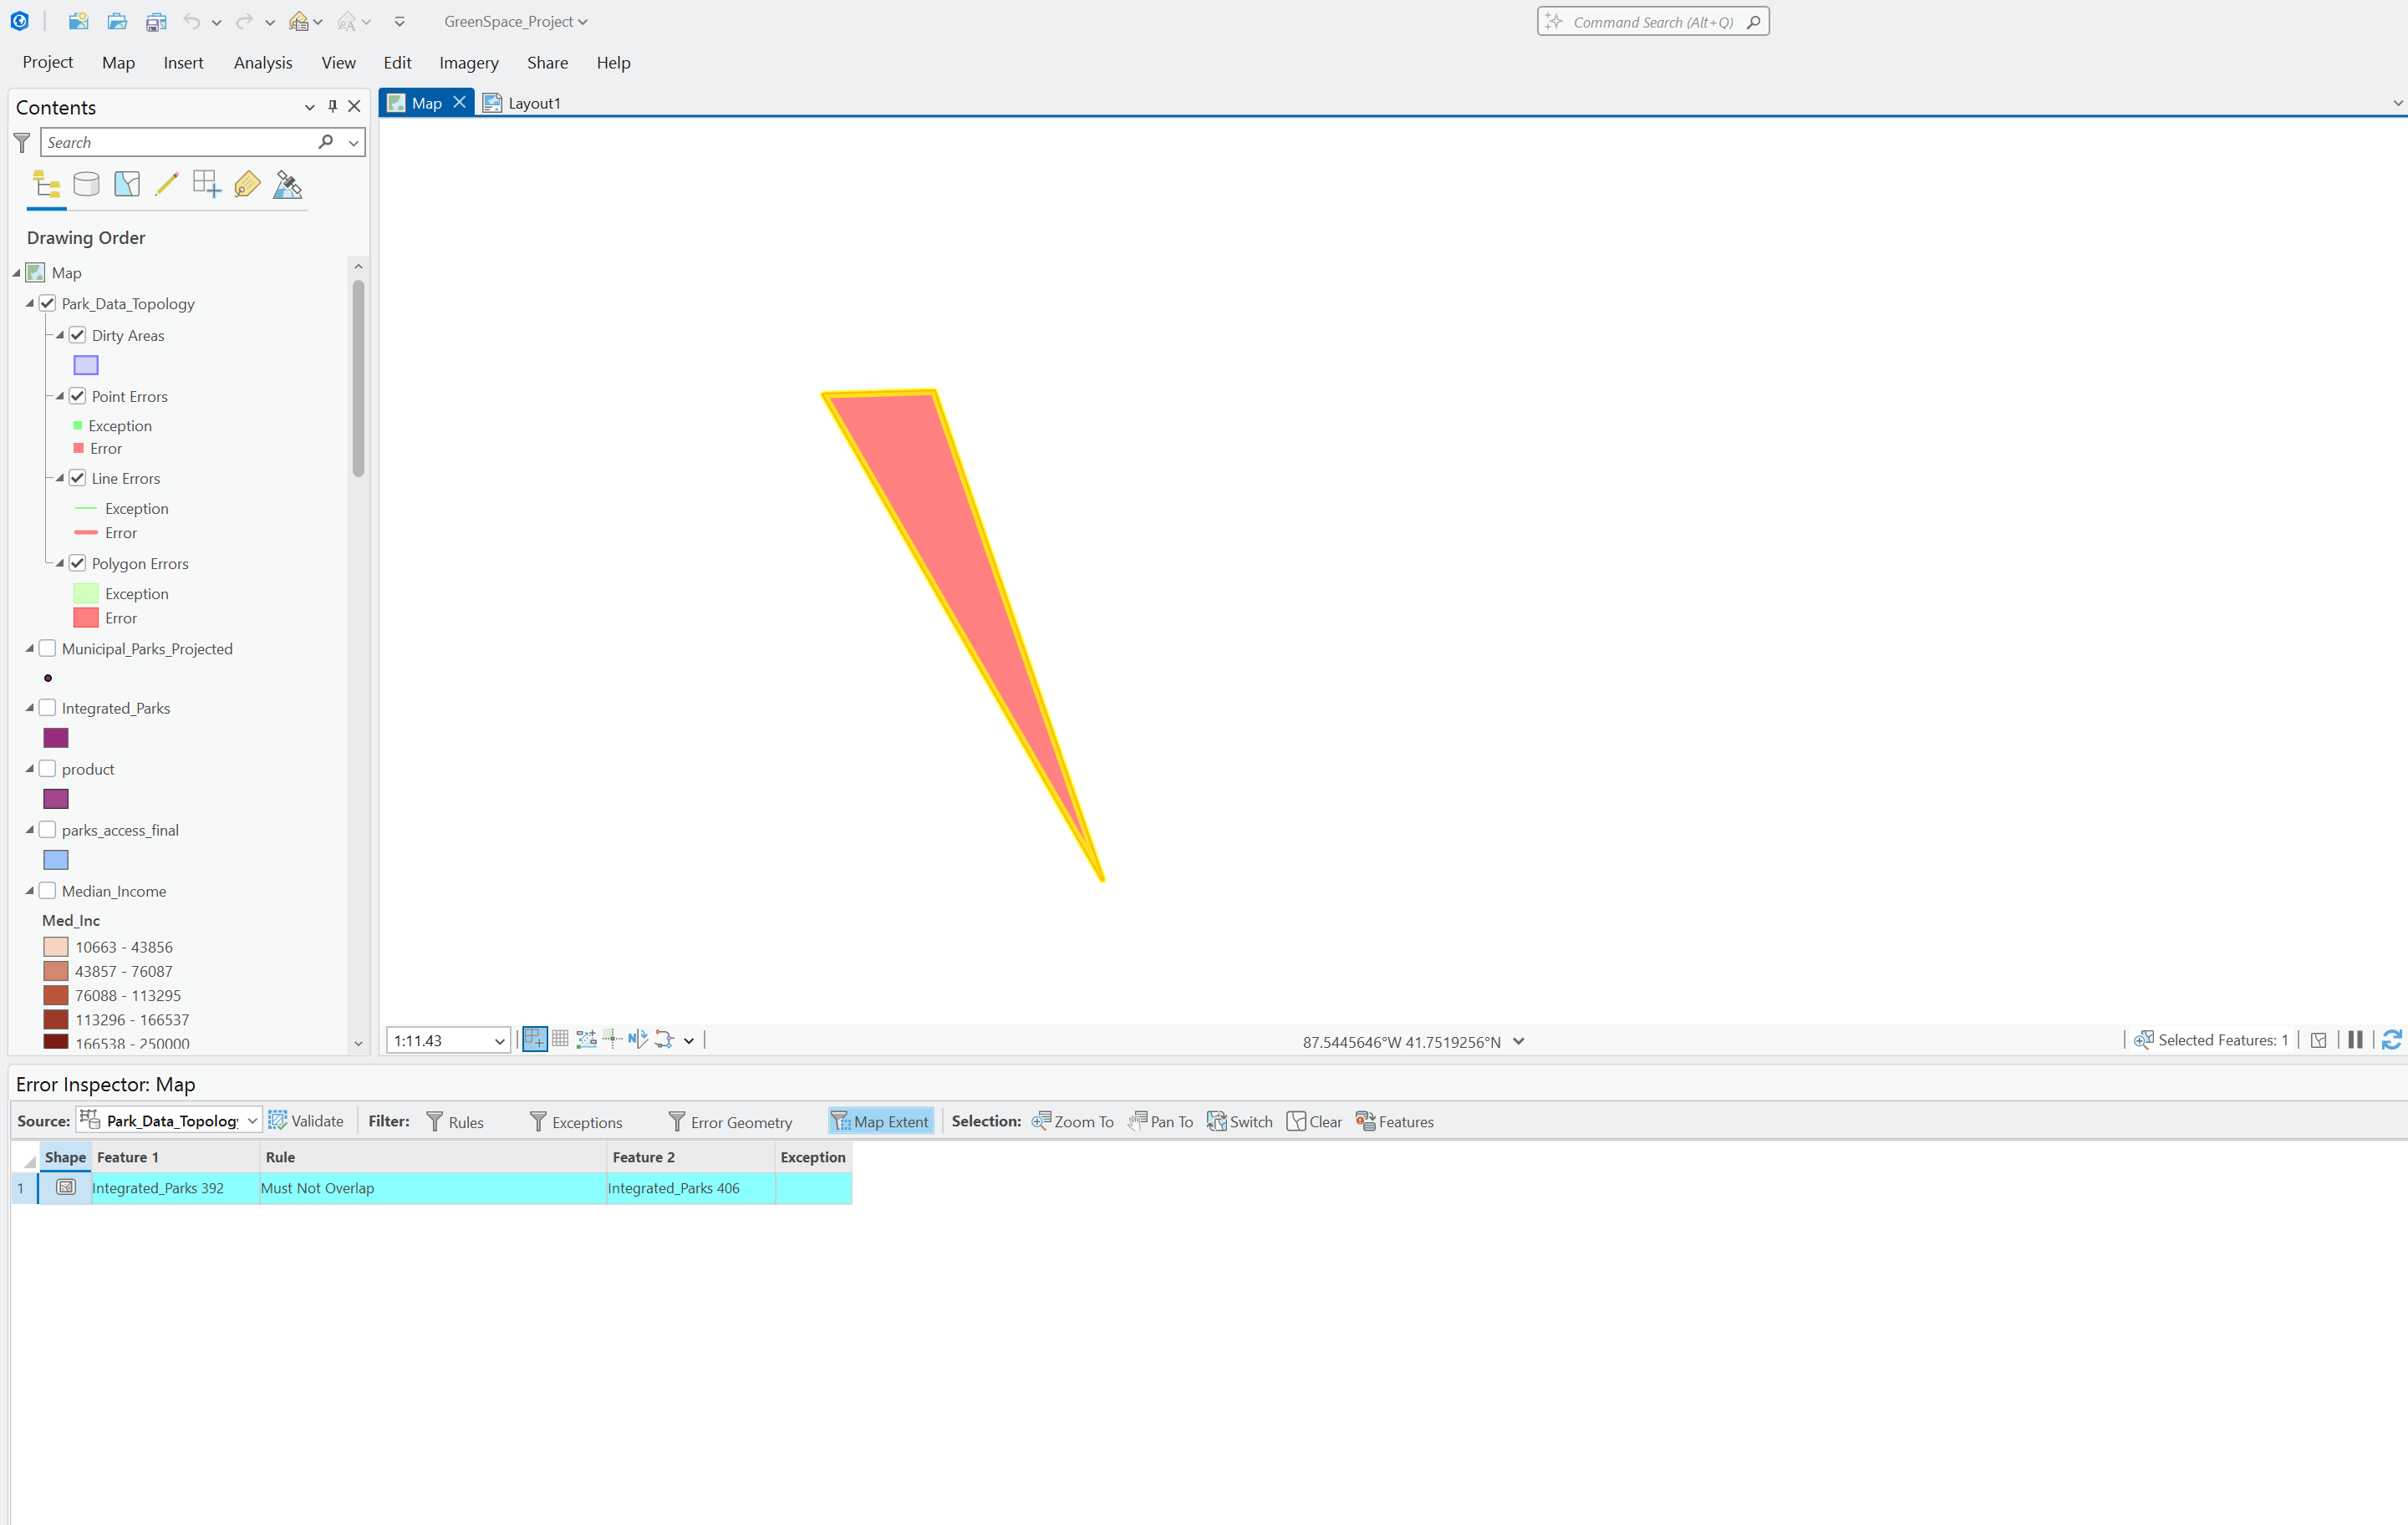 GreenSpace_Project
Command Search (Alt+Q)
Project Map Insert Analysis View Edit Imagery Share Help
Contents
Map
Layout1
Search
Drawing Order
Map
Park_Data_Topology
Dirty Areas
Point Errors
Exception
Error
Line Errors
Exception
Error
Polygon Errors
Exception
Error
Municipal_Parks_Projected
Integrated_Parks
product
parks_access_final
Median_Income
Med_Inc
10663 - 43856
43857 - 76087
76088 - 113295
113296 - 166537
166538 - 250000
1:11.43
87.5445646°W 41.7519256°N
Selected Features: 1
Error Inspector: Map
Source: Park_Data_Topology Validate Filter: Rules Exceptions Error Geometry Map Extent Selection: Zoom To Pan To Switch Clear Features
Shape Feature 1 Rule Feature 2 Exception
1 Integrated_Parks 392 Must Not Overlap Integrated_Parks 406